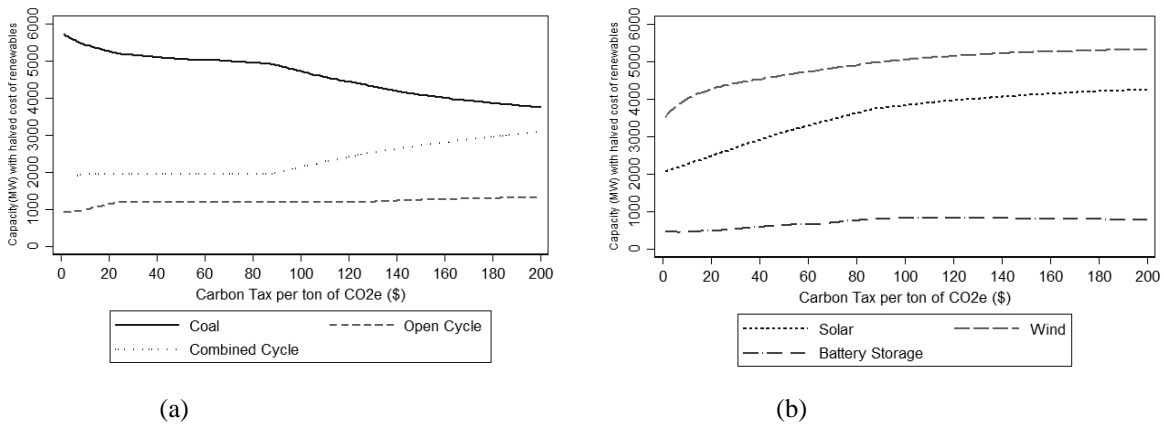 Capacity(MW) with halved cost of renewables
6000
5000
4000
3000
2000
1000
0
0 20 40 60 80 100 120 140 160 180 200
Carbon Tax per ton of CO2e ($)
Coal Open Cycle
Combined Cycle
(a)
Capacity (MW) with halved cost of renewables
6000
5000
4000
3000
2000
1000
0
0 20 40 60 80 100 120 140 160 180 200
Carbon Tax per ton of CO2e ($)
Solar Wind
Battery Storage
(b)